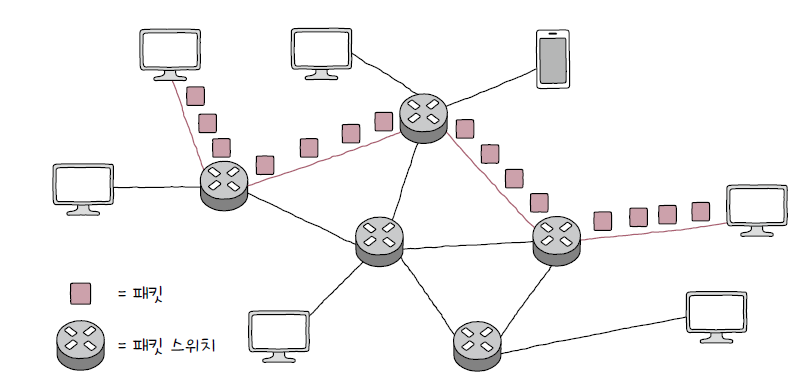 = 패킷
= 패킷 스위치